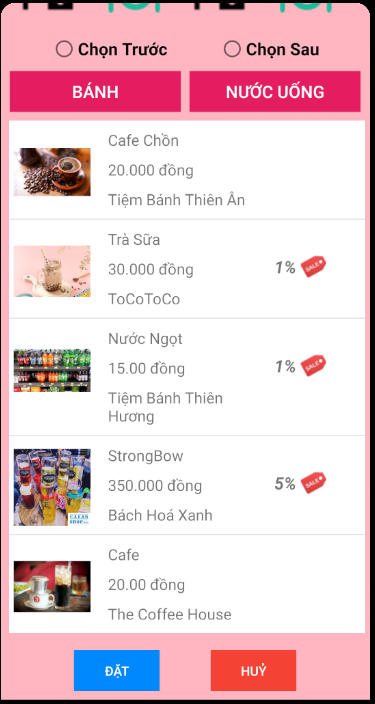 Chọn Trước Chọn Sau
BÁNH NƯỚC UỐNG
Cafe Chồn
20.000 đồng
Tiệm Bánh Thiên Ân
Trà Sữa
30.000 đồng
1% SALE
ToCoToCo
Nước Ngọt
15.00 đồng
1% SALE
Tiệm Bánh Thiên
Hương
StrongBow
350.000 đồng
5% SALE
Bách Hoá Xanh
Cafe
20.00 đồng
The Coffee House
ĐẶT HUỶ